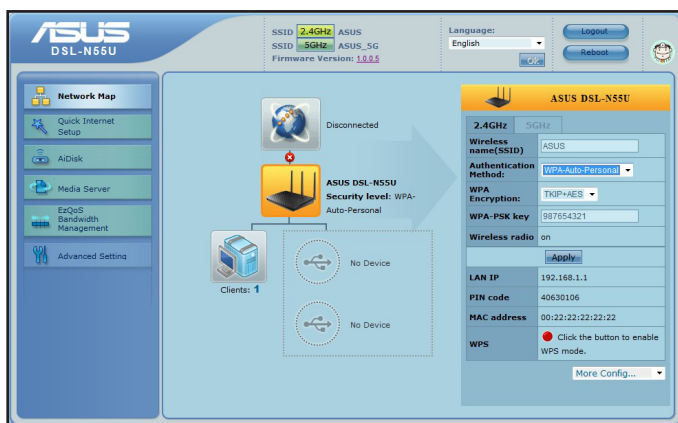 ASUS
DSL-N55U
SSID 2.4GHz ASUS
SSID 5GHz ASUS_5G
Firmware Version: 1.0.0.5
Language:
English
OK
Logout
Reboot
Network Map
Quick Internet
Setup
AiDisk
Media Server
EzQoS
Bandwidth
Management
Advanced Setting
Disconnected
ASUS DSL-N55U
Security level: WPA-
Auto-Personal
Clients: 1
No Device
No Device
ASUS DSL-N55U
2.4GHz 5GHz
Wireless
name(SSID) ASUS
Authentication
Method: WPA-Auto-Personal
WPA
Encryption: TKIP+AES
WPA-PSK key 987654321
Wireless radio on
Apply
LAN IP 192.168.1.1
PIN code 40630106
MAC address 00:22:22:22:22:22
WPS Click the button to enable
WPS mode.
More Config...